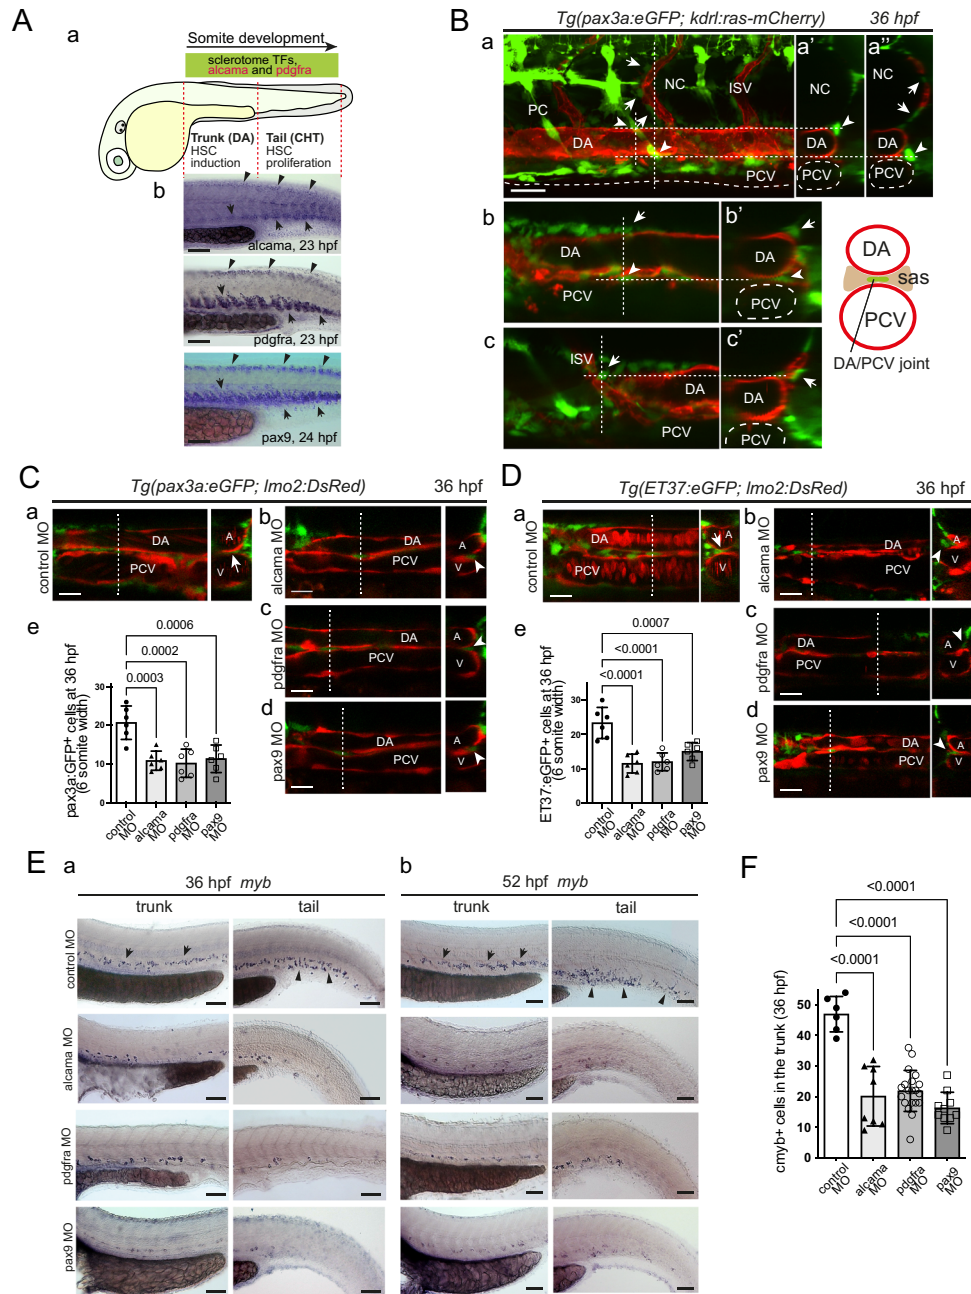 A
a
Somite development
sclerotome TFs,
alcama and pdgfra
Trunk (DA)
HSC
induction
Tail (CHT)
HSC
proliferation
b
alcama, 23 hpf
pdgfra, 23 hpf
pax9, 24 hpf
B
Tg(pax3a:eGFP; kdrl:ras-mCherry)
36 hpf
a
PC
NC
ISV
DA
PCV
a'
NC
DA
PCV
a"
NC
DA
PCV
b
DA
PCV
b'
DA
PCV
c
ISV
DA
PCV
c'
DA
PCV
DA
sas
PCV
DA/PCV joint
C
Tg(pax3a:eGFP; lmo2:DsRed)
36 hpf
a
control MO
DA
PCV
A
V
b
alcama MO
DA
PCV
A
V
c
pdgfra MO
DA
PCV
A
V
d
pax9 MO
DA
PCV
A
V
e
pax3a:GFP+ cells at 36 hpf
(6 somite width)
0.0006
0.0002
0.0003
30
20
10
0
control MO
alcama MO
pdgfra MO
pax9 MO
D
Tg(ET37:eGFP; lmo2:DsRed)
36 hpf
a
control MO
DA
PCV
A
V
b
alcama MO
DA
PCV
A
V
c
pdgfra MO
DA
PCV
A
V
d
pax9 MO
DA
PCV
A
V
e
ET37:eGFP+ cells at 36 hpf
(6 somite width)
0.0007
<0.0001
<0.0001
30
20
10
0
control MO
alcama MO
pdgfra MO
pax9 MO
E
a
36 hpf myb
trunk
tail
b
52 hpf myb
trunk
tail
control MO
alcama MO
pdgfra MO
pax9 MO
F
cmyb+ cells in the trunk (36 hpf)
<0.0001
<0.0001
<0.0001
60
50
40
30
20
10
0
control MO
alcama MO
pdgfra MO
pax9 MO